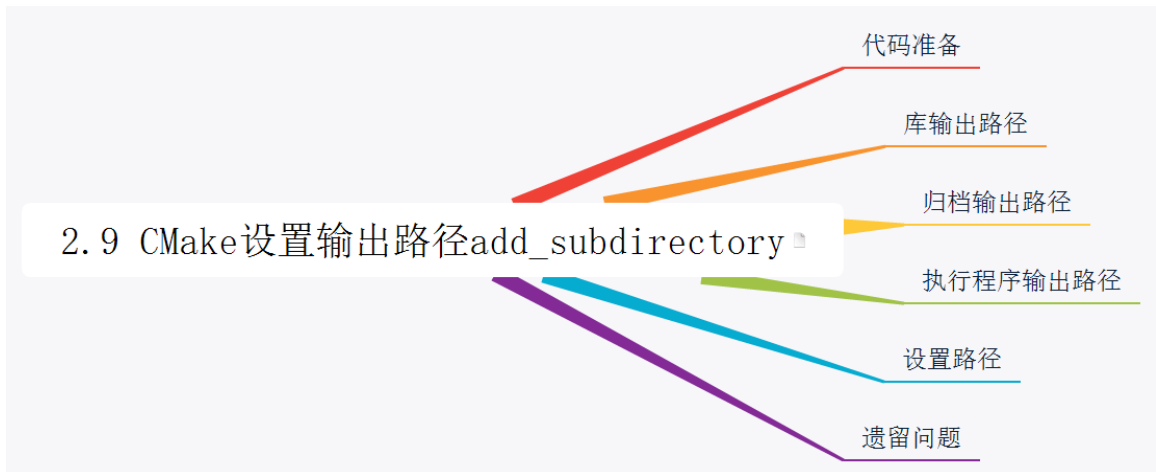 代码准备
库输出路径
归档输出路径
2.9 CMake设置输出路径add_subdirectory
执行程序输出路径
设置路径
遗留问题